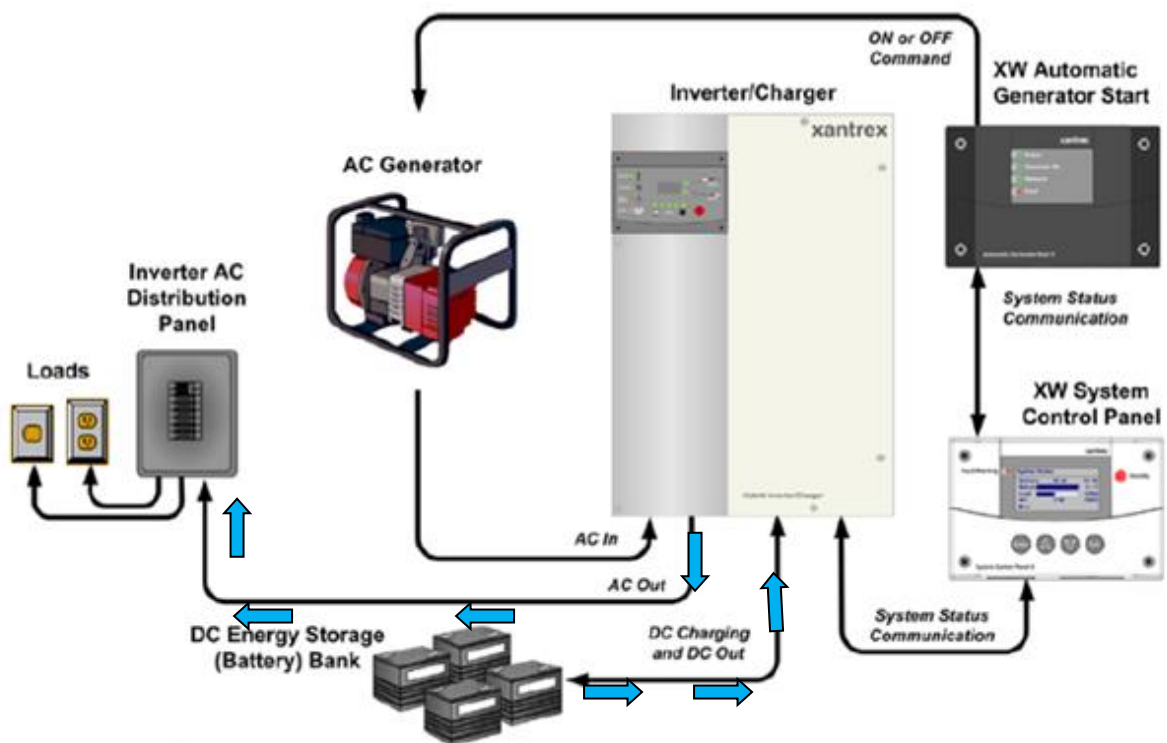 ON or OFF
Command
XW Automatic
Generator Start
Inverter/Charger
xantrex
xantrex
AC Generator
Inverter AC
Distribution
Panel
System Status
Communication
Loads
XW System
Control Panel
xantrex
AC In
AC Out
DC Energy Storage
(Battery) Bank
DC Charging
and DC Out
System Status
Communication